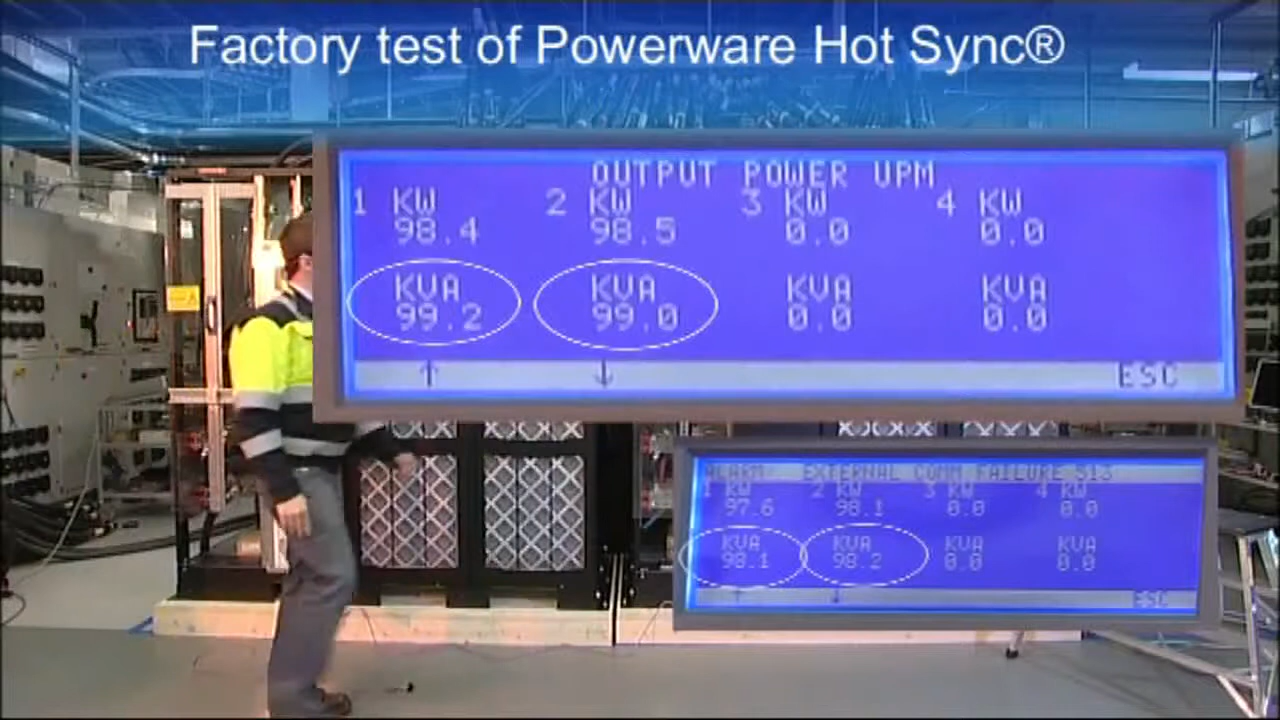 Factory test of Powerware Hot Sync®
OUTPUT POWER UPM
1 KW 2 KW 3 KW 4 KW
98.4 98.5 0.0 0.0
KVA KVA KVA KVA
99.2 99.0 0.0 0.0
↑ ↓ ESC
ALARM: EXTERNAL COMM FAILURE 513
1 KW 2 KW 3 KW 4 KW
97.6 98.1 0.0 0.0
KVA KVA KVA KVA
98.1 98.2 0.0 0.0
↑ ↓ ESC